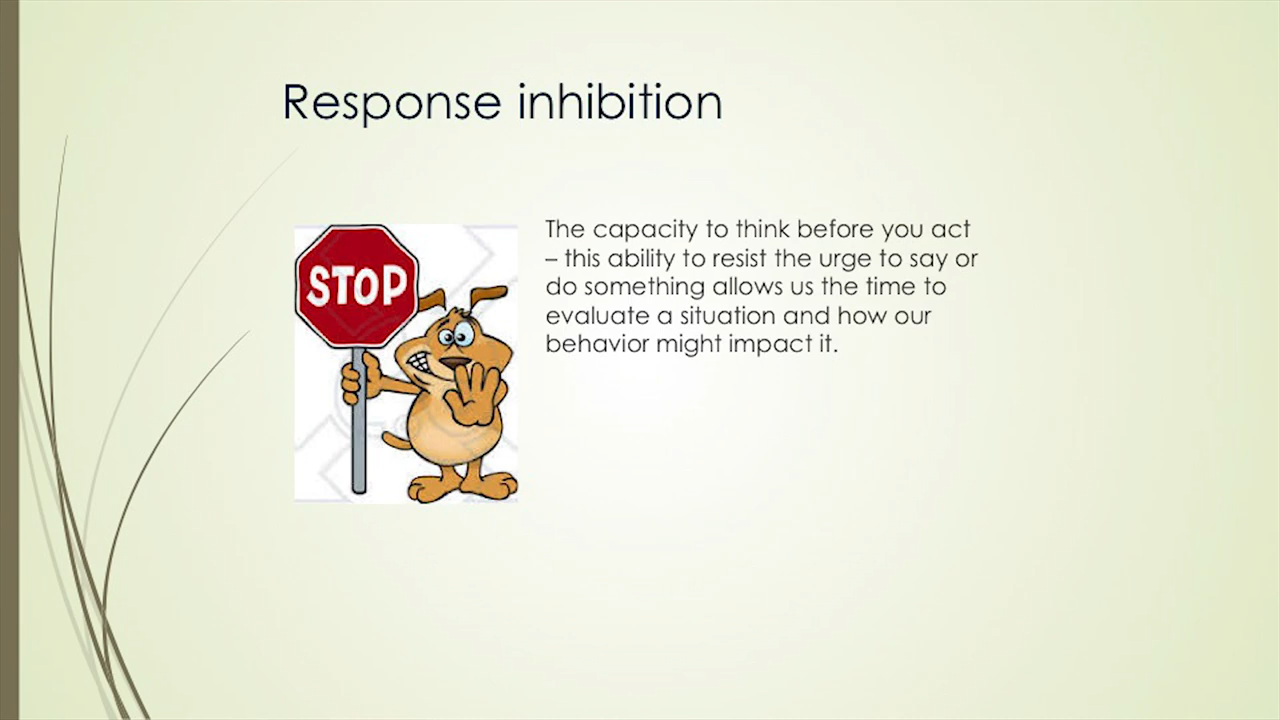 Response inhibition
STOP
The capacity to think before you act
– this ability to resist the urge to say or
do something allows us the time to
evaluate a situation and how our
behavior might impact it.